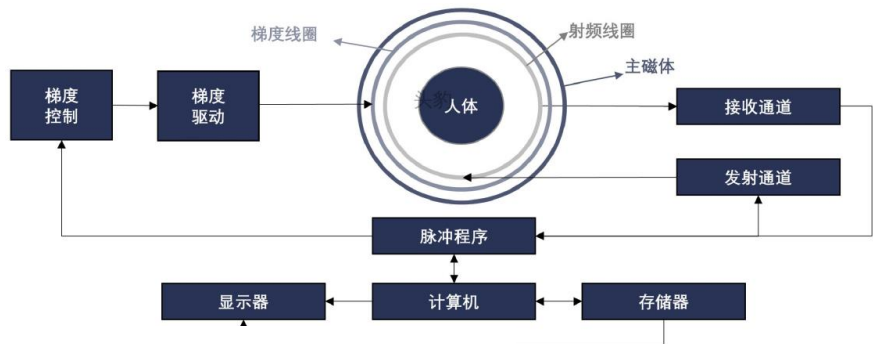 梯度线圈
射频线圈
主磁体
梯度
控制
梯度
驱动
头豹
人体
接收通道
发射通道
脉冲程序
显示器
计算机
存储器